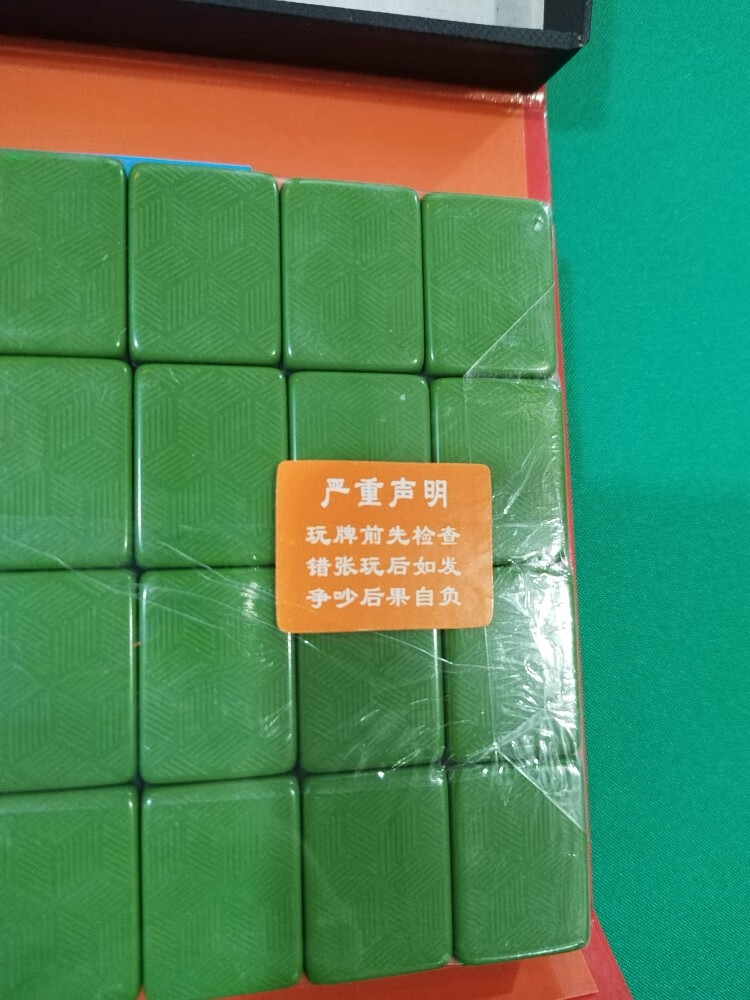 严重声明
玩牌前先检查
错张玩后如发
争吵后果自负